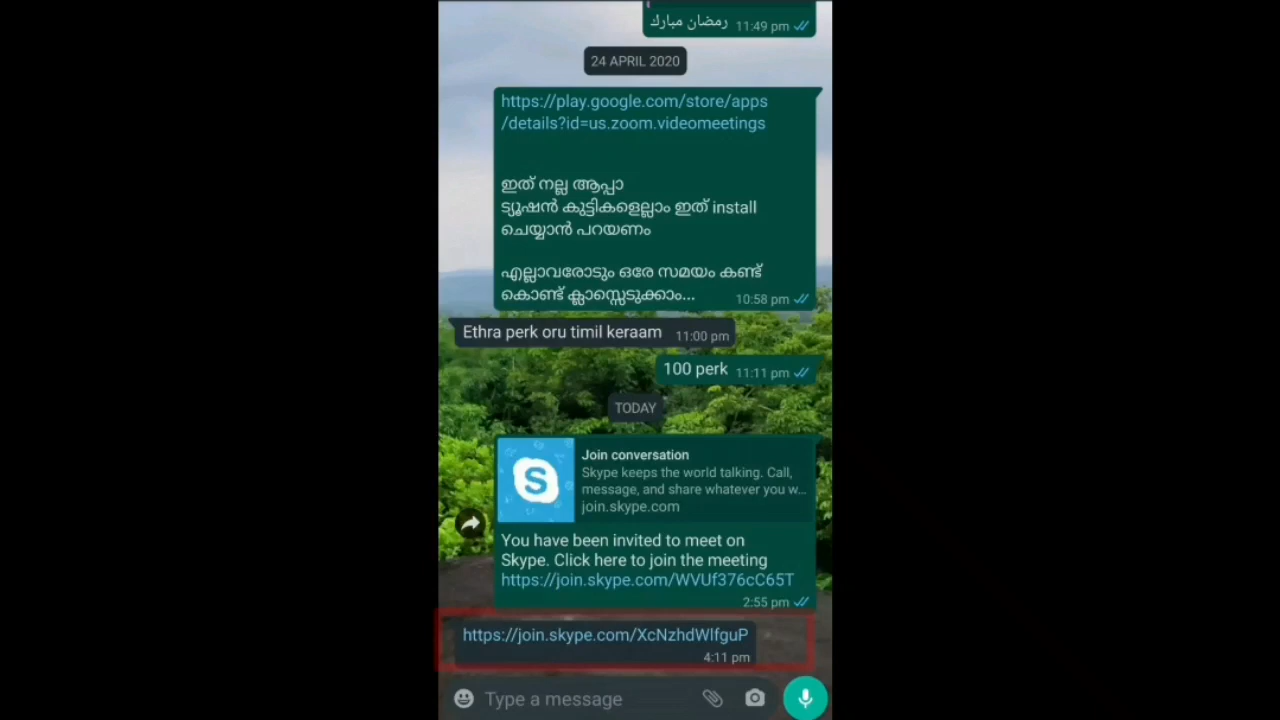 رمضان مبارك
11:49 pm
24 APRIL 2020
https://play.google.com/store/apps
/details?id=us.zoom.videomeetings
ഇത് നല്ല ആപ്പാ
ട്യൂഷൻ കുട്ടികളെല്ലാം ഇത് install
ചെയ്യാൻ പറയണം
എല്ലാവരോടും ഒരേ സമയം കണ്ട്
കൊണ്ട് ക്ലാസ്സെടുക്കാം...
10:58 pm
Ethra perk oru timil keraam
11:00 pm
100 perk
11:11 pm
TODAY
Join conversation
Skype keeps the world talking. Call,
message, and share whatever you w...
join.skype.com
You have been invited to meet on
Skype. Click here to join the meeting
https://join.skype.com/WVUf376cC65T
2:55 pm
https://join.skype.com/XcNzhdWlfguP
4:11 pm
Type a message